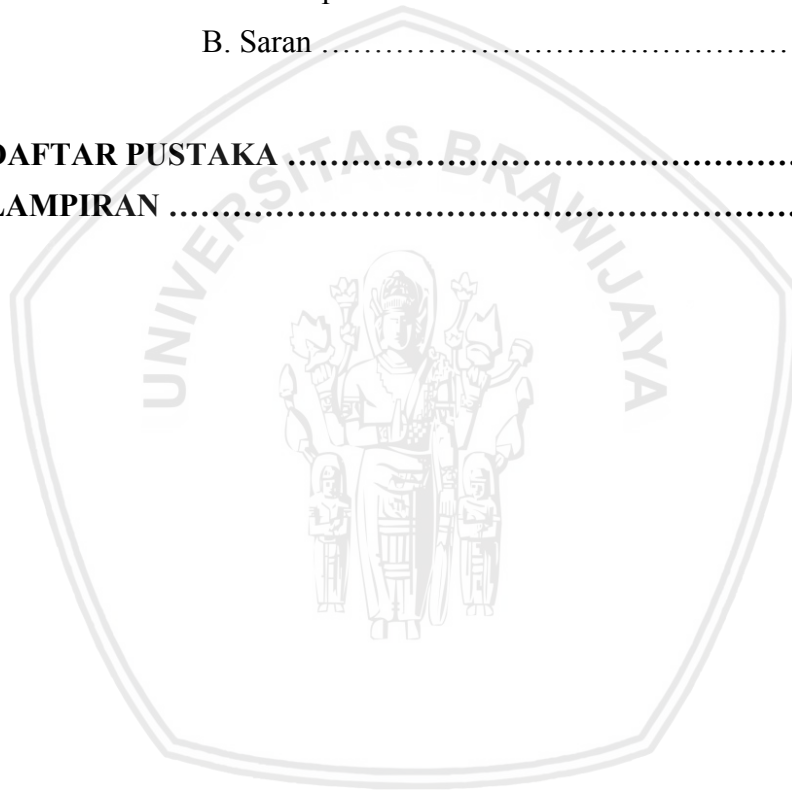 B. Saran ……………………………………
DAFTAR PUSTAKA ……………………………………
LAMPIRAN ……………………………………………
UNIVERSITAS BRAWIJAYA